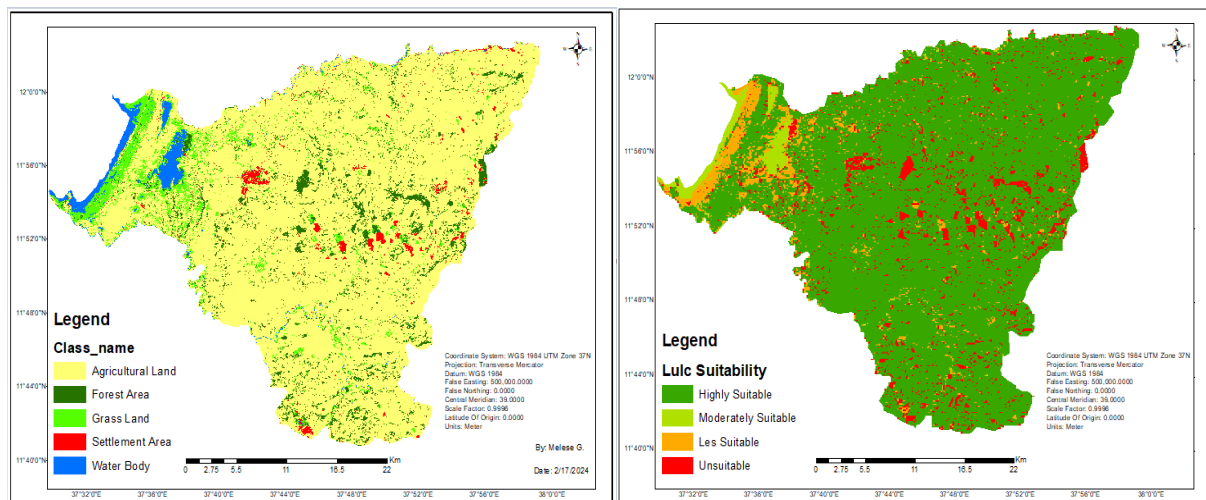 N
W E
S
12°0'0"N
11°56'0"N
11°52'0"N
11°48'0"N
11°44'0"N
11°40'0"N
Legend
Class_name
Agricultural Land
Forest Area
Grass Land
Settlement Area
Water Body
Coordinate System: WGS 1984 UTM Zone 37N
Projection: Transverse Mercator
Datum: WGS 1984
False Easting: 500,000.0000
False Northing: 0.0000
Central Meridian: 39.0000
Scale Factor: 0.9996
Latitude Of Origin: 0.0000
Units: Meter
By: Melese G.
Date: 2/17/2024
Km
0 2.75 5.5 11 16.5 22
37°32'0"E 37°36'0"E 37°40'0"E 37°44'0"E 37°48'0"E 37°52'0"E 37°56'0"E 38°0'0"E
N
W E
S
12°0'0"N
11°56'0"N
11°52'0"N
11°48'0"N
11°44'0"N
11°40'0"N
Legend
Lulc Suitability
Highly Suitable
Moderately Suitable
Les Suitable
Unsuitable
Coordinate System: WGS 1984 UTM Zone 37N
Projection: Transverse Mercator
Datum: WGS 1984
False Easting: 500,000.0000
False Northing: 0.0000
Central Meridian: 39.0000
Scale Factor: 0.9996
Latitude Of Origin: 0.0000
Units: Meter
Km
0 2.75 5.5 11 16.5 22
37°32'0"E 37°36'0"E 37°40'0"E 37°44'0"E 37°48'0"E 37°52'0"E 37°56'0"E 38°0'0"E